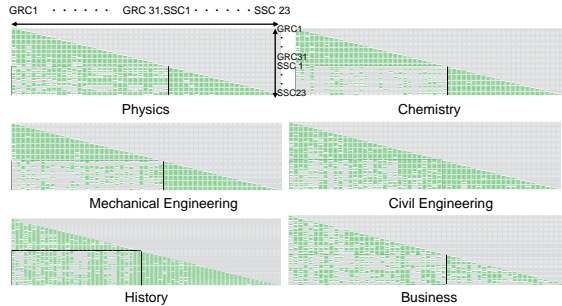 GRC1 · · · · · · GRC 31,SSC1 · · · · · · SSC 23
GRC1
GRC31
SSC 1
SSC23
Physics
Chemistry
Mechanical Engineering
Civil Engineering
History
Business